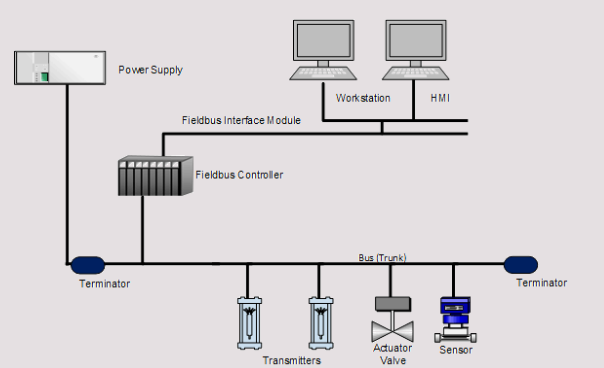 Power Supply
Workstation
HMI
Fieldbus Interface Module
Fieldbus Controller
Bus (Trunk)
Terminator
Terminator
Transmitters
Actuator
Valve
Sensor